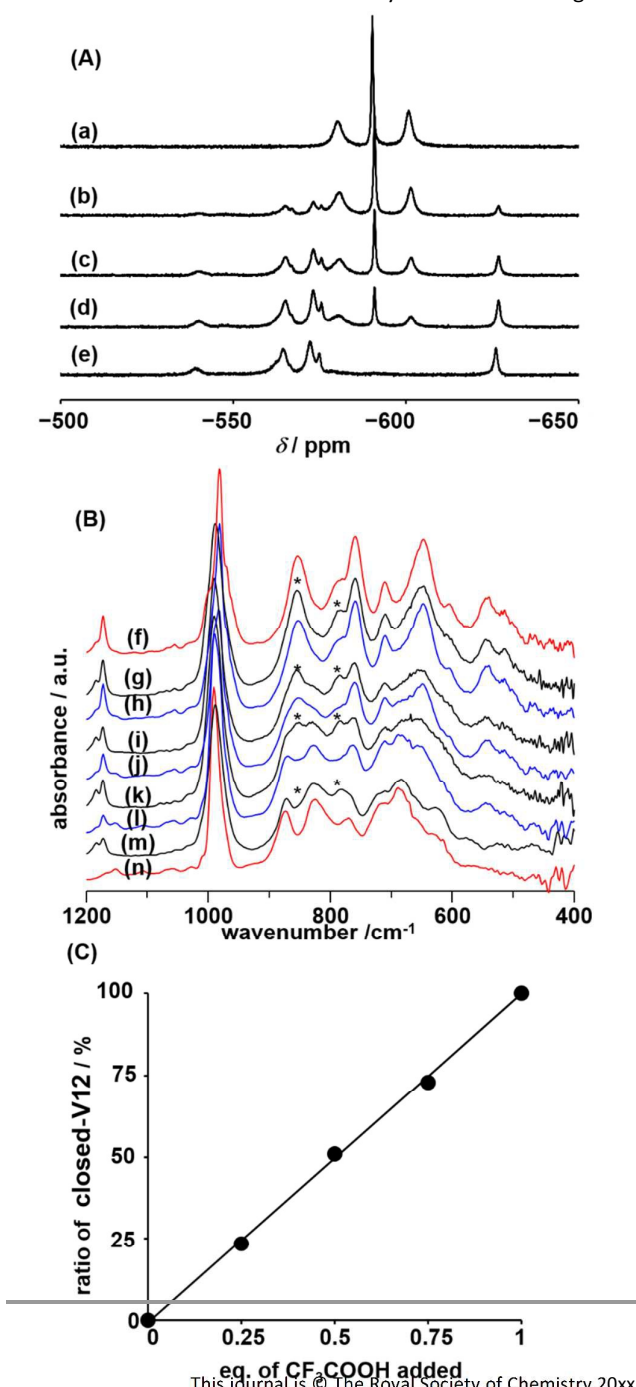 (A)
(a)
(b)
(c)
(d)
(e)
−500 −550 −600 −650
δ / ppm
(B)
absorbance / a.u.
*
*
(f)
(g)
(h)
* *
(i)
(j)
* *
(k)
(l)
* *
(m)
(n)
1200 1000 800 600 400
wavenumber /cm-1
(C)
ratio of closed-V12 / %
100
75
50
25
0
0 0.25 0.5 0.75 1
eq. of CF3COOH added
This journal is © The Royal Society of Chemistry 20xx